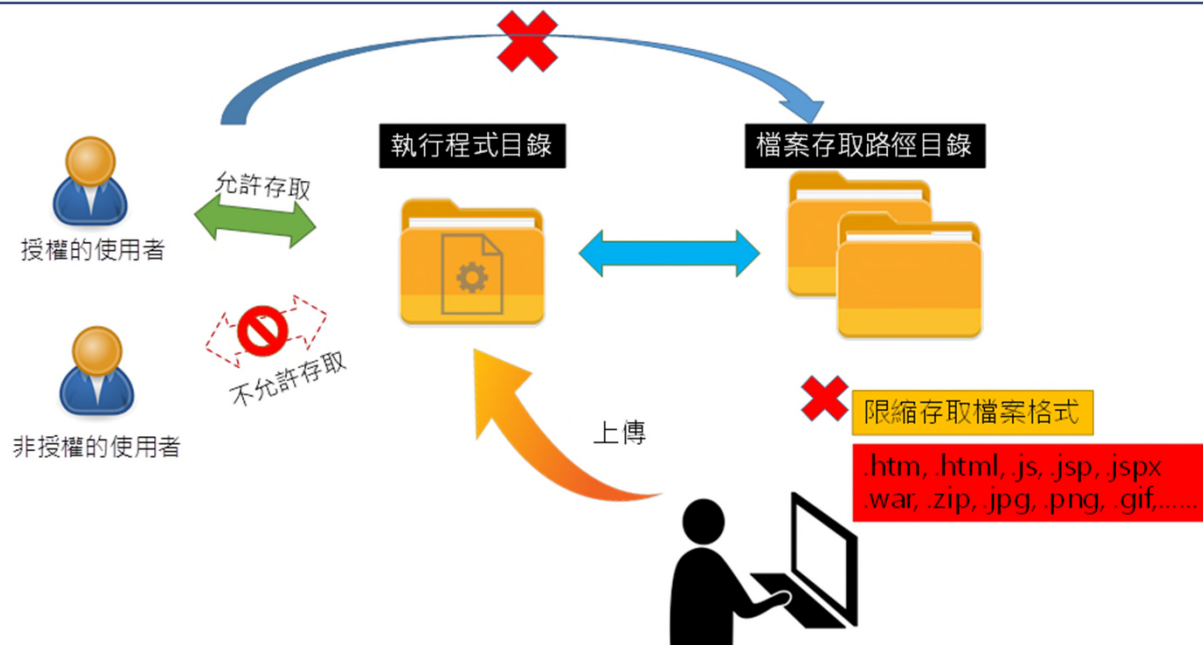 執行程式目錄
檔案存取路徑目錄
允許存取
授權的使用者
不允許存取
非授權的使用者
上傳
限縮存取檔案格式
.htm, .html, .js, .jsp, .jspx
.war, .zip, .jpg, .png, .gif,......